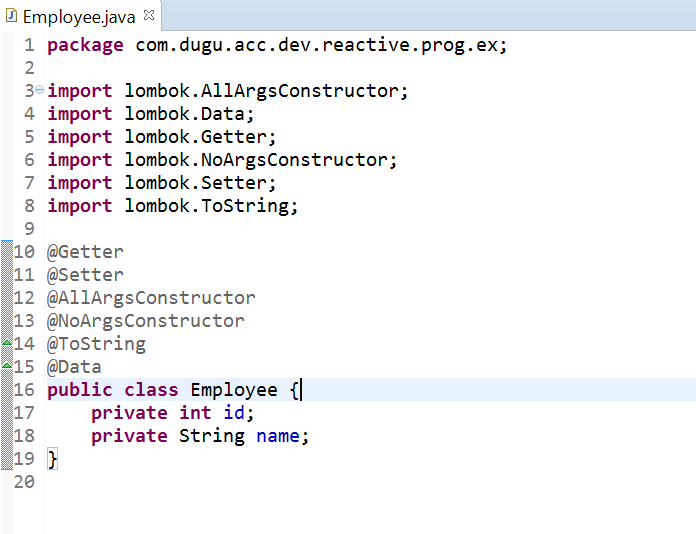 Employee.java
1 package com.dugu.acc.dev.reactive.prog.ex;
2
3 import lombok.AllArgsConstructor;
4 import lombok.Data;
5 import lombok.Getter;
6 import lombok.NoArgsConstructor;
7 import lombok.Setter;
8 import lombok.ToString;
9
10 @Getter
11 @Setter
12 @AllArgsConstructor
13 @NoArgsConstructor
14 @ToString
15 @Data
16 public class Employee {
17     private int id;
18     private String name;
19 }
20